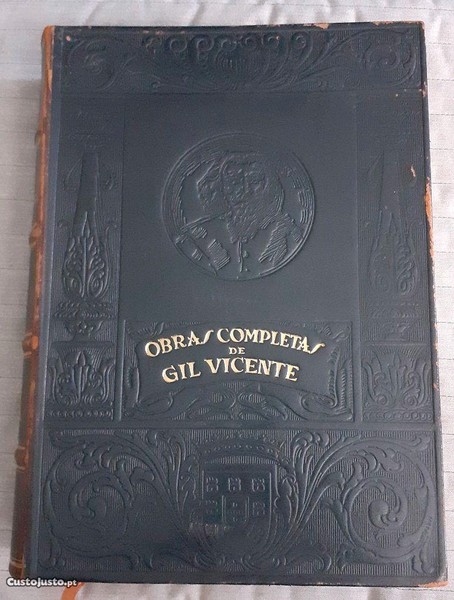 OBRAS COMPLETAS
DE
GIL VICENTE
CustoJusto.pt